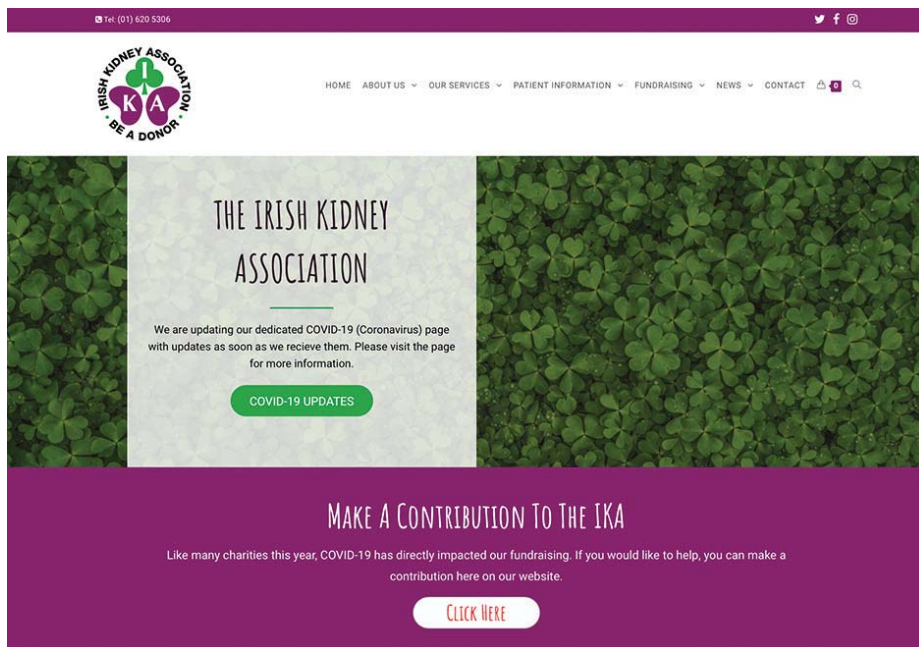 Tel: (01) 620 5306
IRISH KIDNEY ASSOCIATION
I
K A
BE A DONOR
HOME ABOUT US OUR SERVICES PATIENT INFORMATION FUNDRAISING NEWS CONTACT 0
THE IRISH KIDNEY
ASSOCIATION
We are updating our dedicated COVID-19 (Coronavirus) page
with updates as soon as we recieve them. Please visit the page
for more information.
COVID-19 UPDATES
Make A Contribution To The IKA
Like many charities this year, COVID-19 has directly impacted our fundraising. If you would like to help, you can make a
contribution here on our website.
Click Here